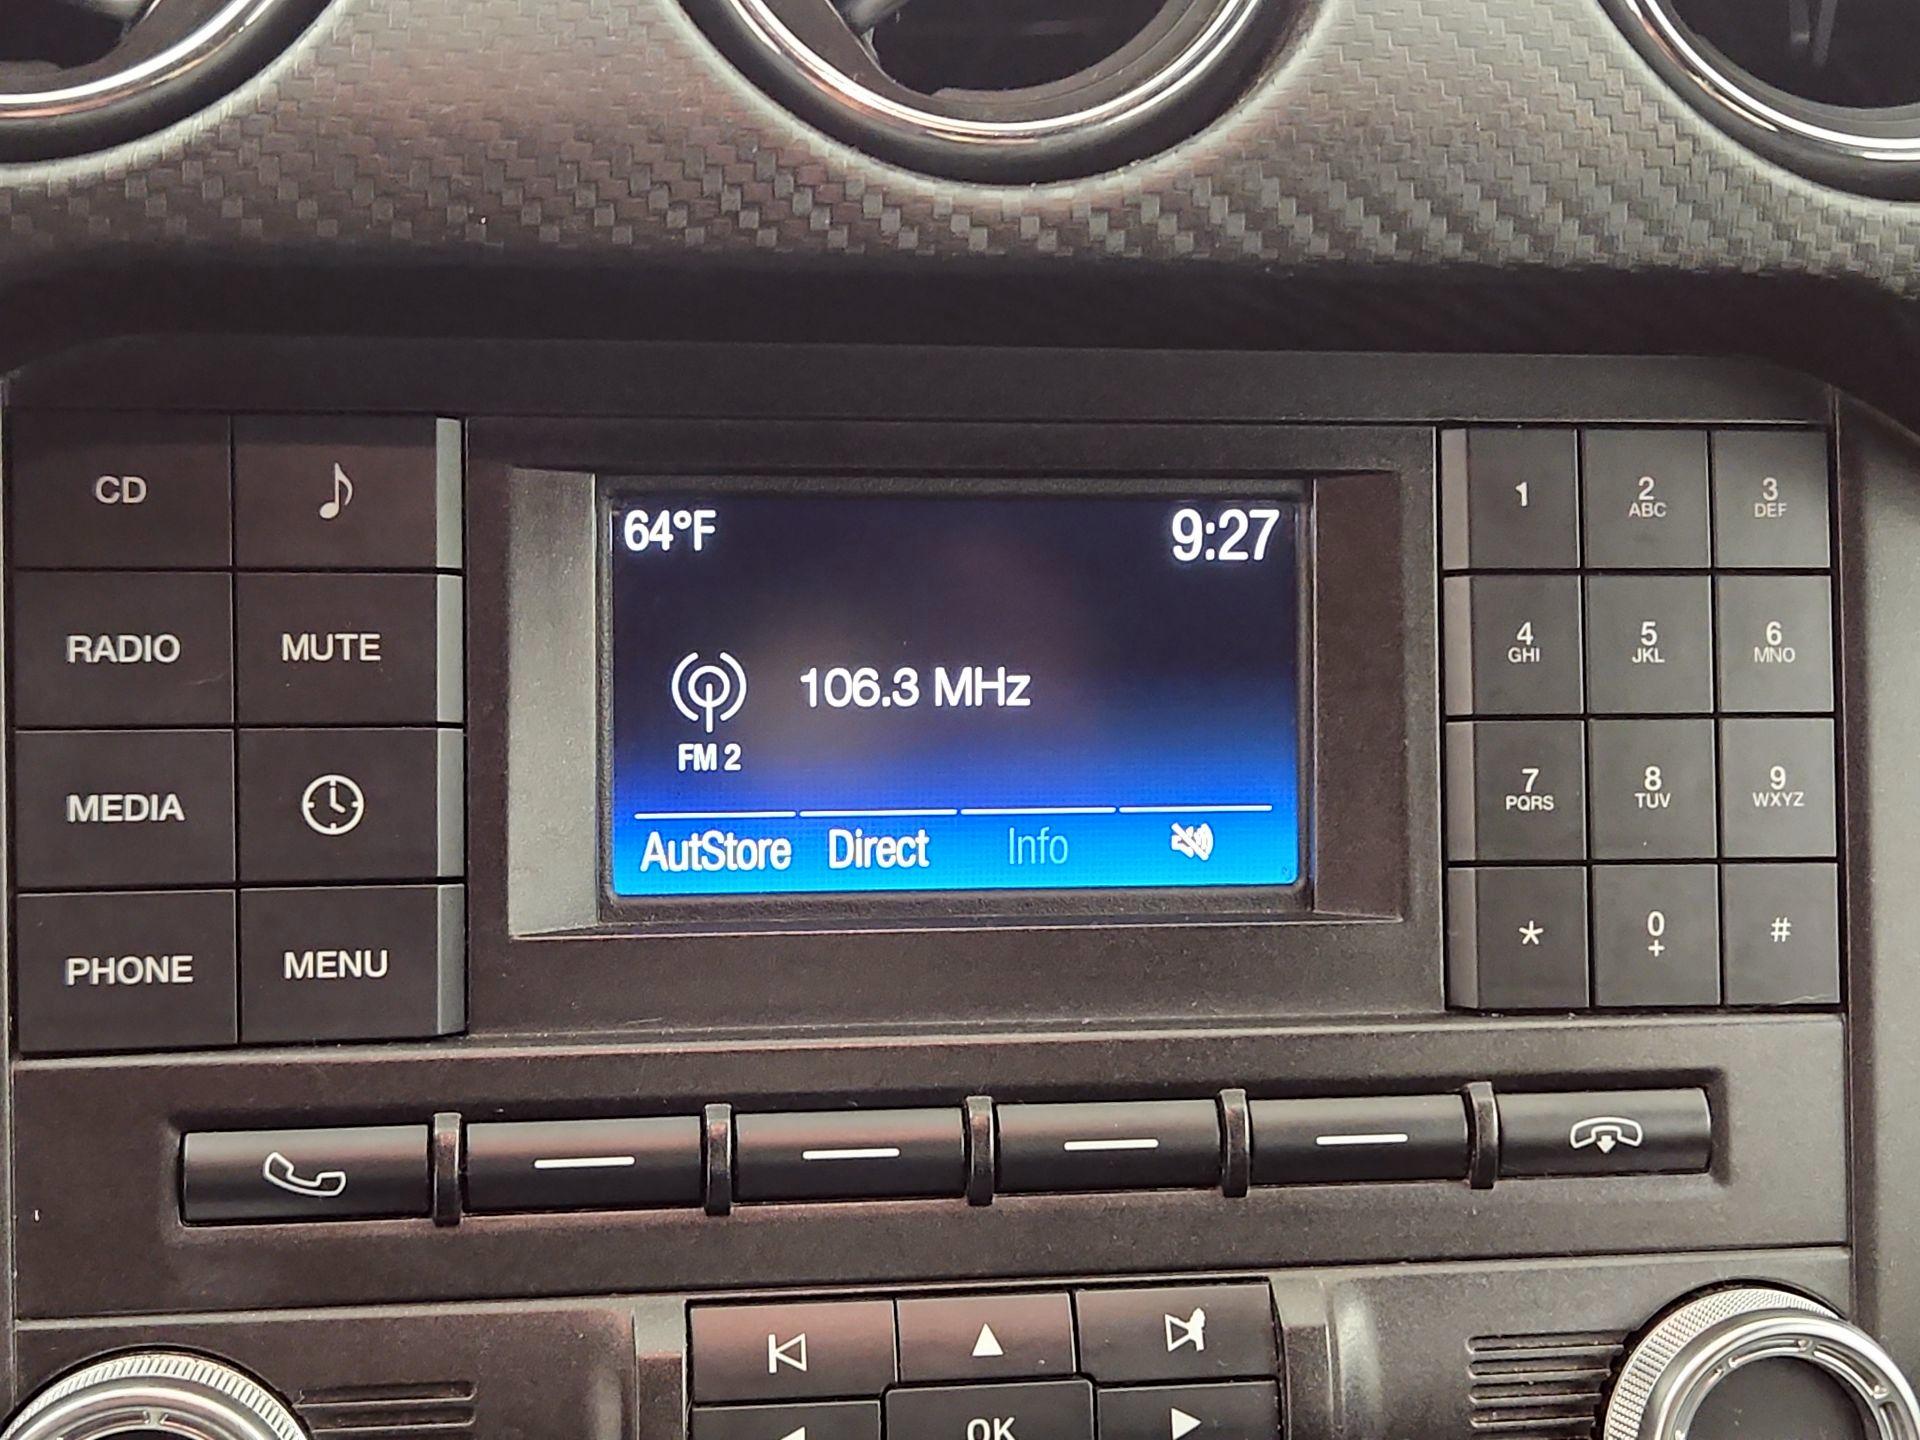 64°F
9:27
106.3 MHz
FM 2
AutStore
Direct
Info
CD
RADIO
MUTE
MEDIA
PHONE
MENU
1
2
ABC
3
DEF
4
GHI
5
JKL
6
MNO
7
PQRS
8
TUV
9
WXYZ
*
0
+
#
OK